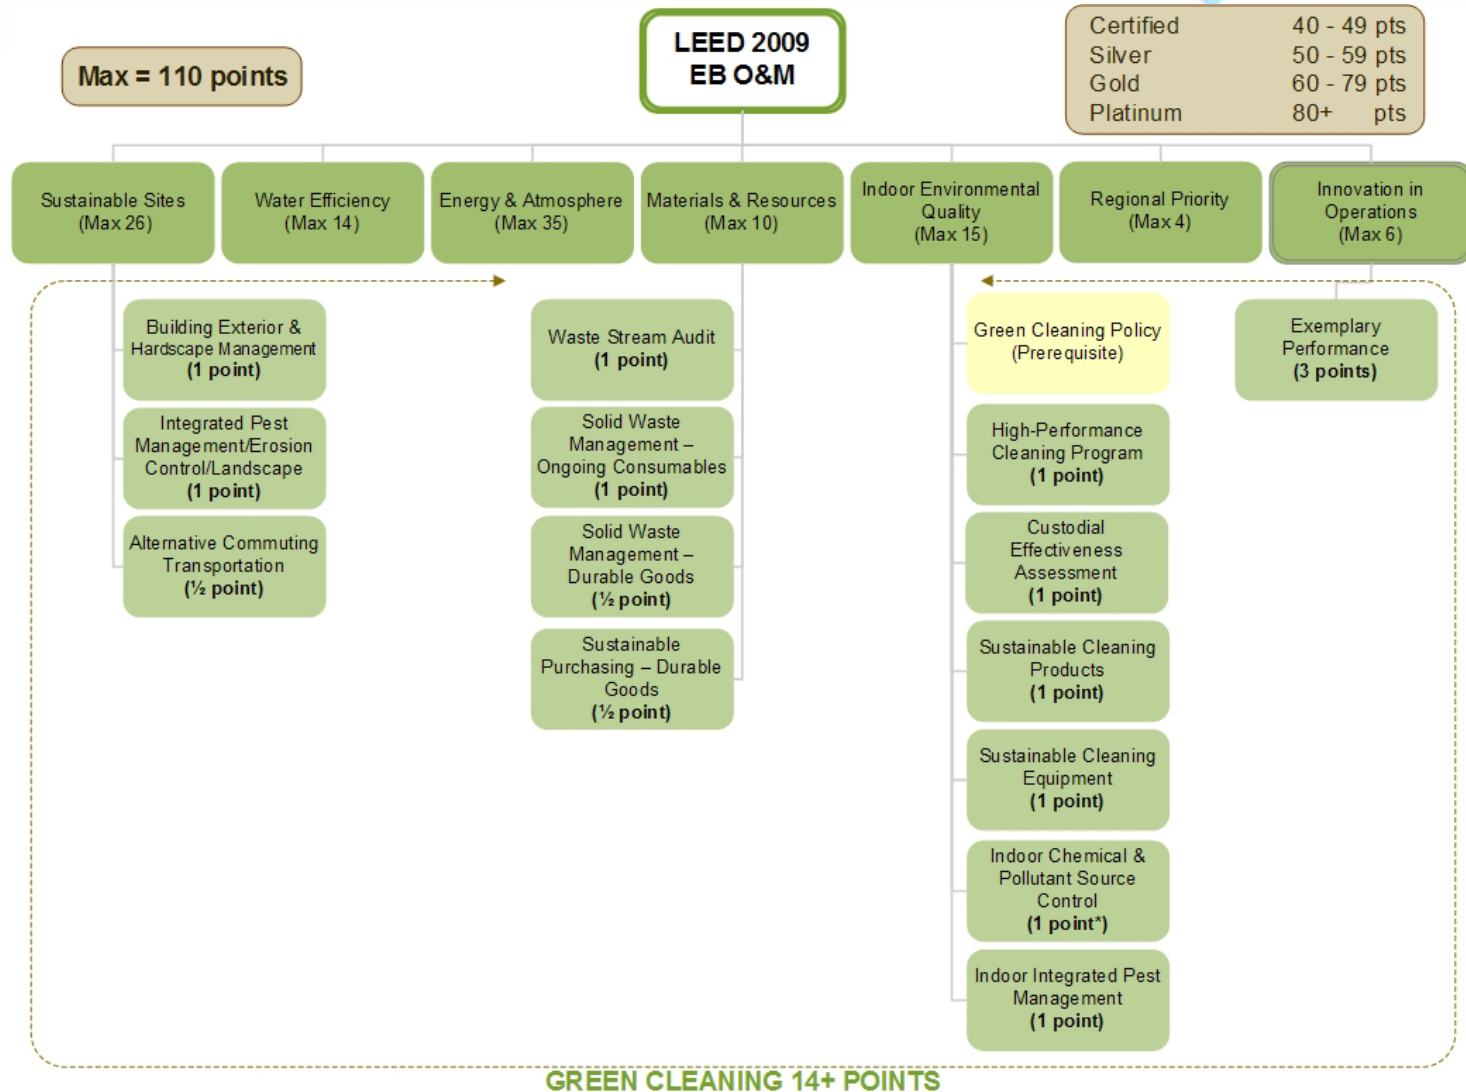 LEED 2009
EB O&M
Max = 110 points
Certified 40 - 49 pts
Silver 50 - 59 pts
Gold 60 - 79 pts
Platinum 80+ pts
Sustainable Sites
(Max 26)
Water Efficiency
(Max 14)
Energy & Atmosphere
(Max 35)
Materials & Resources
(Max 10)
Indoor Environmental
Quality
(Max 15)
Regional Priority
(Max 4)
Innovation in
Operations
(Max 6)
Building Exterior &
Hardscape Management
(1 point)
Integrated Pest
Management/Erosion
Control/Landscape
(1 point)
Alternative Commuting
Transportation
(½ point)
Waste Stream Audit
(1 point)
Solid Waste
Management –
Ongoing Consumables
(1 point)
Solid Waste
Management –
Durable Goods
(½ point)
Sustainable
Purchasing – Durable
Goods
(½ point)
Green Cleaning Policy
(Prerequisite)
High-Performance
Cleaning Program
(1 point)
Custodial
Effectiveness
Assessment
(1 point)
Sustainable Cleaning
Products
(1 point)
Sustainable Cleaning
Equipment
(1 point)
Indoor Chemical &
Pollutant Source
Control
(1 point*)
Indoor Integrated Pest
Management
(1 point)
Exemplary
Performance
(3 points)
GREEN CLEANING 14+ POINTS